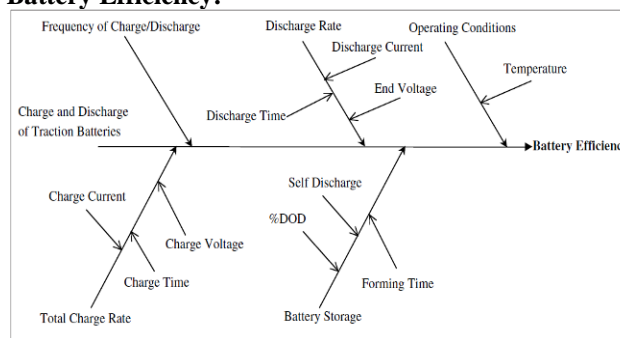 Battery Efficiency:
Frequency of Charge/Discharge
Discharge Rate
Operating Conditions
Discharge Current
Temperature
End Voltage
Charge and Discharge
of Traction Batteries
Discharge Time
Battery Efficienc
Self Discharge
Charge Current
%DOD
Charge Voltage
Charge Time
Forming Time
Total Charge Rate
Battery Storage